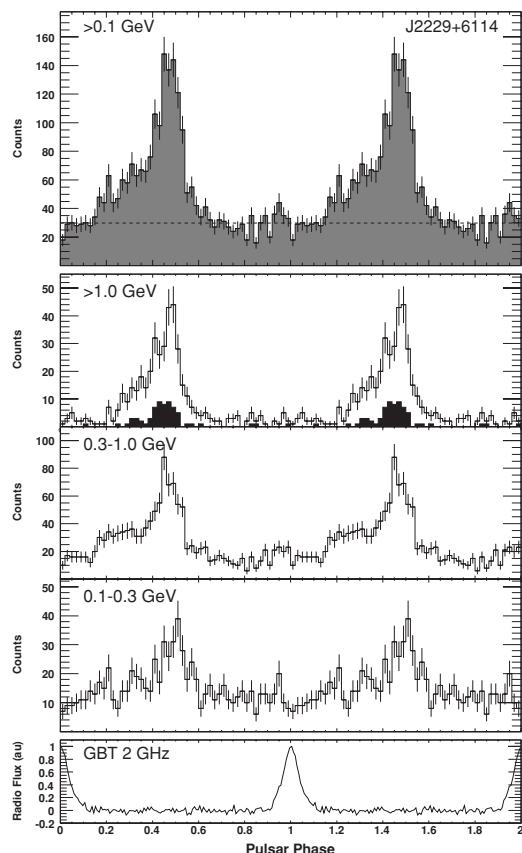 >0.1 GeV
J2229+6114
Counts
160
140
120
100
80
60
40
20
>1.0 GeV
Counts
50
40
30
20
10
0.3-1.0 GeV
Counts
100
80
60
40
20
0.1-0.3 GeV
Counts
50
40
30
20
10
GBT 2 GHz
Radio Flux (au)
1
0.8
0.6
0.4
0.2
0
-0.2
0 0.2 0.4 0.6 0.8 1 1.2 1.4 1.6 1.8 2
Pulsar Phase